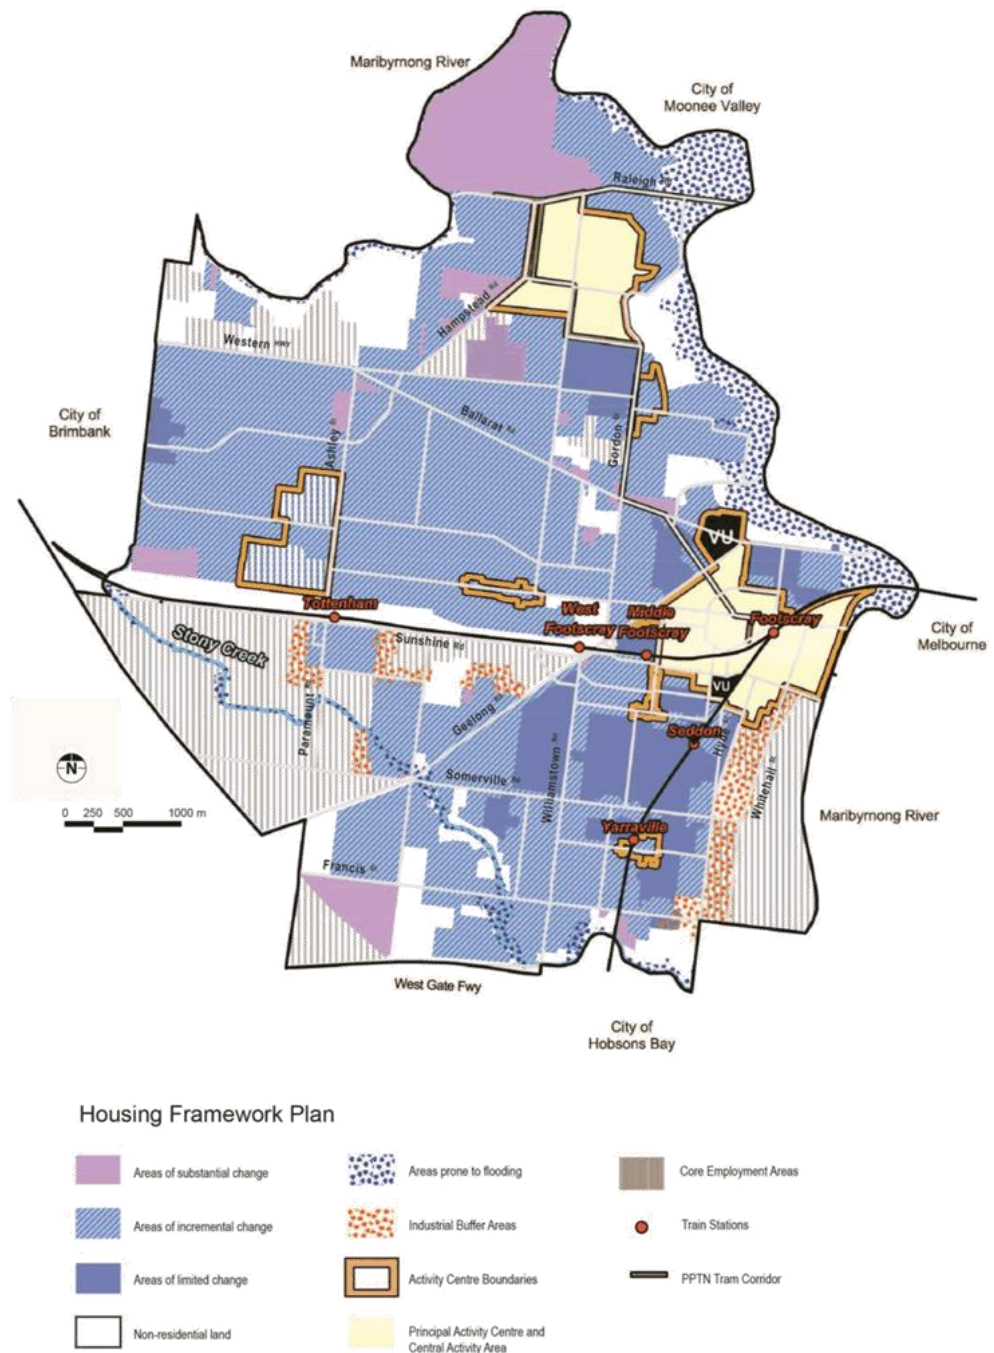 Maribyrnong River
City of
Moonee Valley
Raleigh Rd
Hampstead Rd
Western HWY
City of
Brimbank
Ballarat Rd
Ashley St
Gordon St
VU
Tottenham
West
Footscray
Middle
Footscray
Footscray
City of
Melbourne
Stony Creek
Sunshine Rd
VU
Geelong
Paramount
Seddon
Hyde
N
Somerville Rd
Williamstown Rd
Whitehall St
0 250 500 1000 m
Maribyrnong River
Yarraville
Francis St
West Gate Fwy
City of
Hobsons Bay
Housing Framework Plan
Areas of substantial change
Areas prone to flooding
Core Employment Areas
Areas of incremental change
Industrial Buffer Areas
Train Stations
Areas of limited change
Activity Centre Boundaries
PPTN Tram Corridor
Non-residential land
Principal Activity Centre and
Central Activity Area